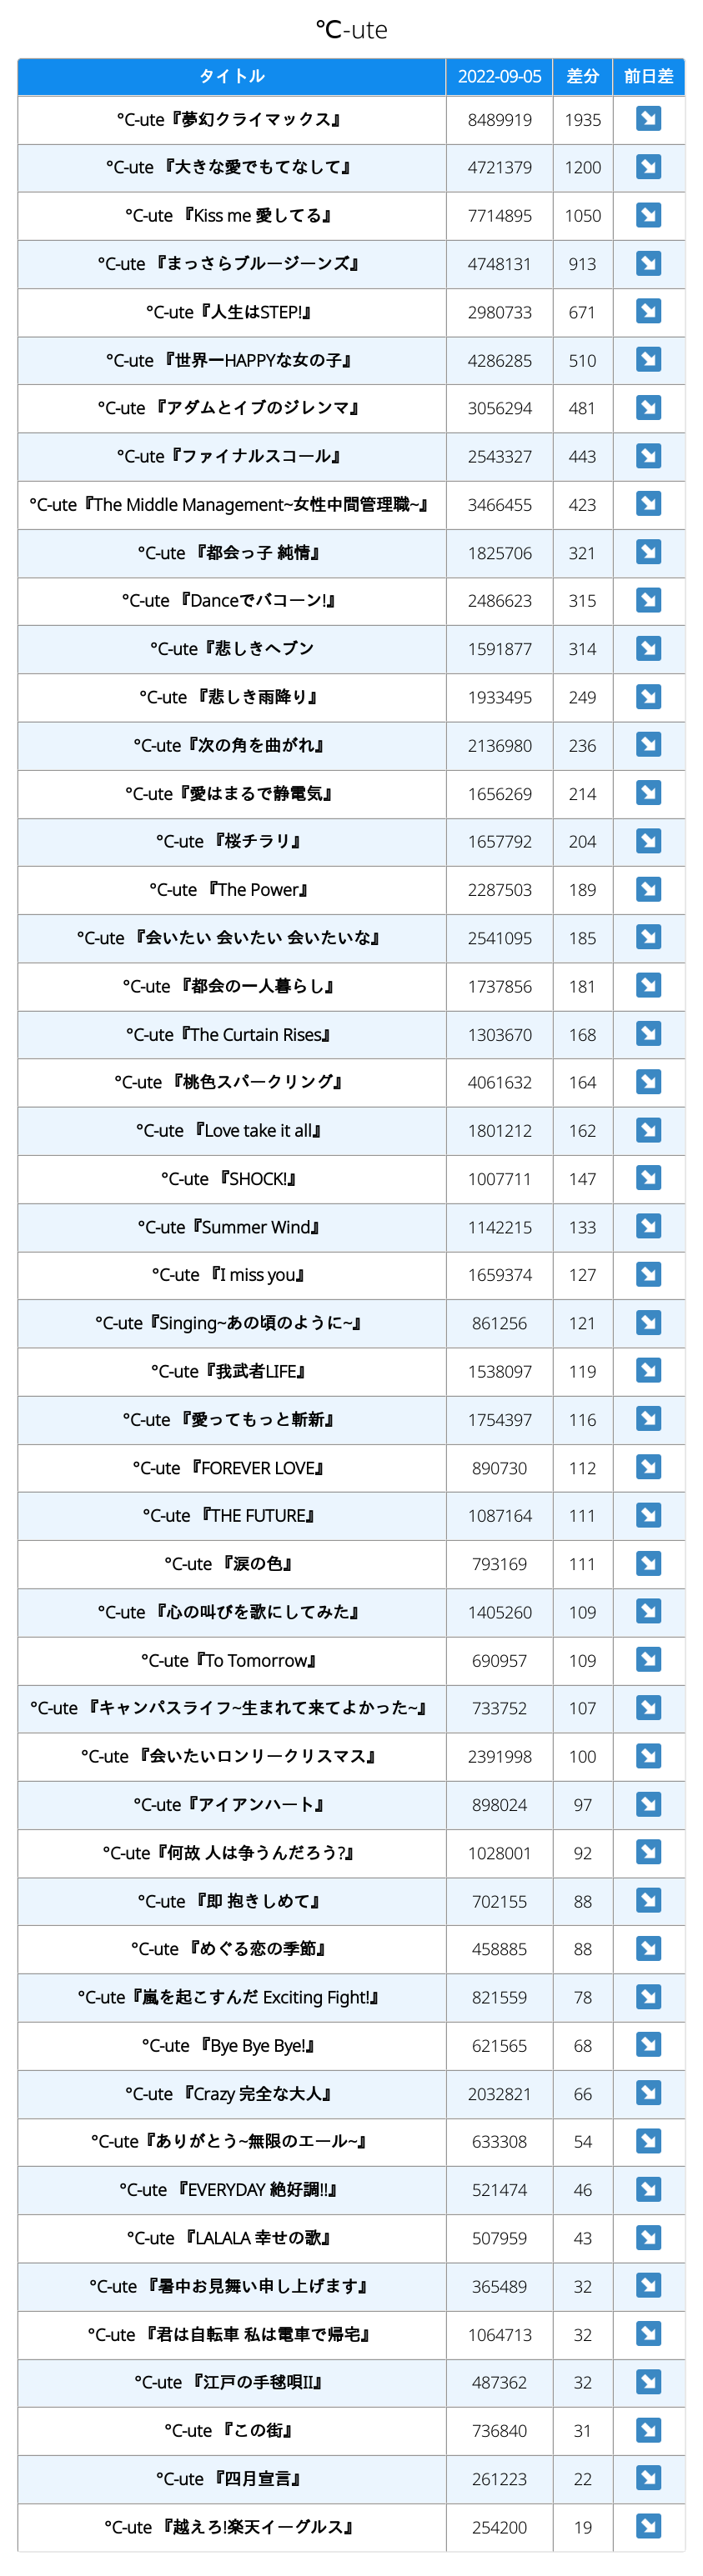 ℃-ute
タイトル 2022-09-05 差分 前日差
°C-ute『夢幻クライマックス』 8489919 1935 ↘
°C-ute 『大きな愛でもてなして』 4721379 1200 ↘
°C-ute 『Kiss me 愛してる』 7714895 1050 ↘
°C-ute 『まっさらブルージーンズ』 4748131 913 ↘
°C-ute『人生はSTEP!』 2980733 671 ↘
°C-ute 『世界一HAPPYな女の子』 4286285 510 ↘
°C-ute 『アダムとイブのジレンマ』 3056294 481 ↘
°C-ute『ファイナルスコール』 2543327 443 ↘
°C-ute『The Middle Management~女性中間管理職~』 3466455 423 ↘
°C-ute 『都会っ子 純情』 1825706 321 ↘
°C-ute 『Danceでバコーン!』 2486623 315 ↘
°C-ute『悲しきヘブン 1591877 314 ↘
°C-ute 『悲しき雨降り』 1933495 249 ↘
°C-ute『次の角を曲がれ』 2136980 236 ↘
°C-ute『愛はまるで静電気』 1656269 214 ↘
°C-ute 『桜チラリ』 1657792 204 ↘
°C-ute 『The Power』 2287503 189 ↘
°C-ute 『会いたい 会いたい 会いたいな』 2541095 185 ↘
°C-ute 『都会の一人暮らし』 1737856 181 ↘
°C-ute『The Curtain Rises』 1303670 168 ↘
°C-ute 『桃色スパークリング』 4061632 164 ↘
°C-ute 『Love take it all』 1801212 162 ↘
°C-ute 『SHOCK!』 1007711 147 ↘
°C-ute『Summer Wind』 1142215 133 ↘
°C-ute 『I miss you』 1659374 127 ↘
°C-ute『Singing~あの頃のように~』 861256 121 ↘
°C-ute『我武者LIFE』 1538097 119 ↘
°C-ute 『愛ってもっと斬新』 1754397 116 ↘
°C-ute 『FOREVER LOVE』 890730 112 ↘
°C-ute 『THE FUTURE』 1087164 111 ↘
°C-ute 『涙の色』 793169 111 ↘
°C-ute 『心の叫びを歌にしてみた』 1405260 109 ↘
°C-ute『To Tomorrow』 690957 109 ↘
°C-ute 『キャンパスライフ~生まれて来てよかった~』 733752 107 ↘
°C-ute 『会いたいロンリークリスマス』 2391998 100 ↘
°C-ute『アイアンハート』 898024 97 ↘
°C-ute『何故 人は争うんだろう?』 1028001 92 ↘
°C-ute 『即 抱きしめて』 702155 88 ↘
°C-ute 『めぐる恋の季節』 458885 88 ↘
°C-ute『嵐を起こすんだ Exciting Fight!』 821559 78 ↘
°C-ute 『Bye Bye Bye!』 621565 68 ↘
°C-ute 『Crazy 完全な大人』 2032821 66 ↘
°C-ute『ありがとう~無限のエール~』 633308 54 ↘
°C-ute 『EVERYDAY 絶好調!!』 521474 46 ↘
°C-ute 『LALALA 幸せの歌』 507959 43 ↘
°C-ute 『暑中お見舞い申し上げます』 365489 32 ↘
°C-ute 『君は自転車 私は電車で帰宅』 1064713 32 ↘
°C-ute 『江戸の手毬唄II』 487362 32 ↘
°C-ute 『この街』 736840 31 ↘
°C-ute 『四月宣言』 261223 22 ↘
°C-ute 『越えろ!楽天イーグルス』 254200 19 ↘